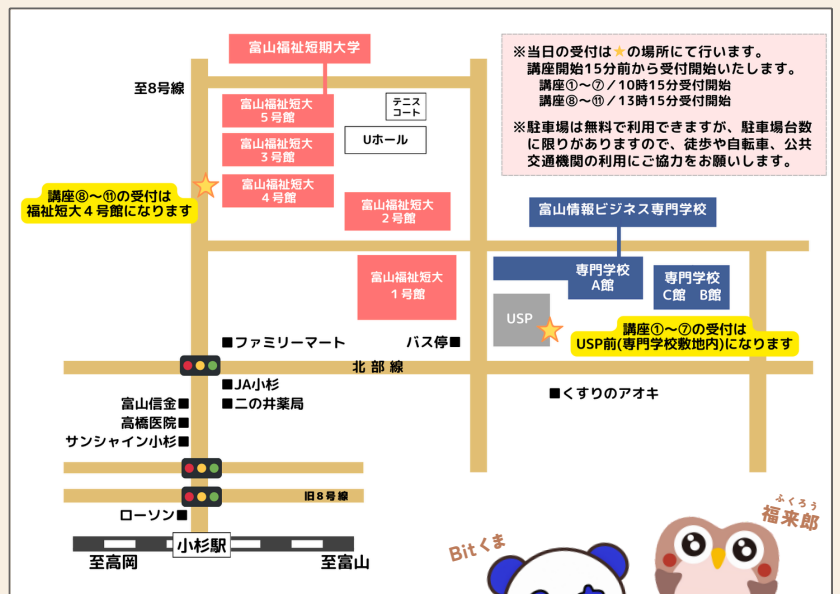 富山福祉短期大学
※当日の受付は★の場所にて行います。
講座開始15分前から受付開始いたします。
講座①～⑦／10時15分受付開始
講座⑧～⑪／13時15分受付開始
※駐車場は無料で利用できますが、駐車場台数
に限りがありますので、徒歩や自転車、公共
交通機関の利用にご協力をお願いします。
至8号線
富山福祉短大
5号館
テニス
コート
Uホール
富山福祉短大
3号館
富山福祉短大
4号館
講座⑧～⑪の受付は
福祉短大４号館になります
富山福祉短大
2号館
富山情報ビジネス専門学校
富山福祉短大
1号館
専門学校
A館
専門学校
C館 B館
USP
講座①～⑦の受付は
USP前(専門学校敷地内)になります
■ファミリーマート
バス停■
北部線
■JA小杉
■二の井薬局
■くすりのアオキ
富山信金■
高橋医院■
サンシャイン小杉■
旧8号線
ローソン■
小杉駅
至高岡
至富山
Bitくま
ふくろう
福来郎